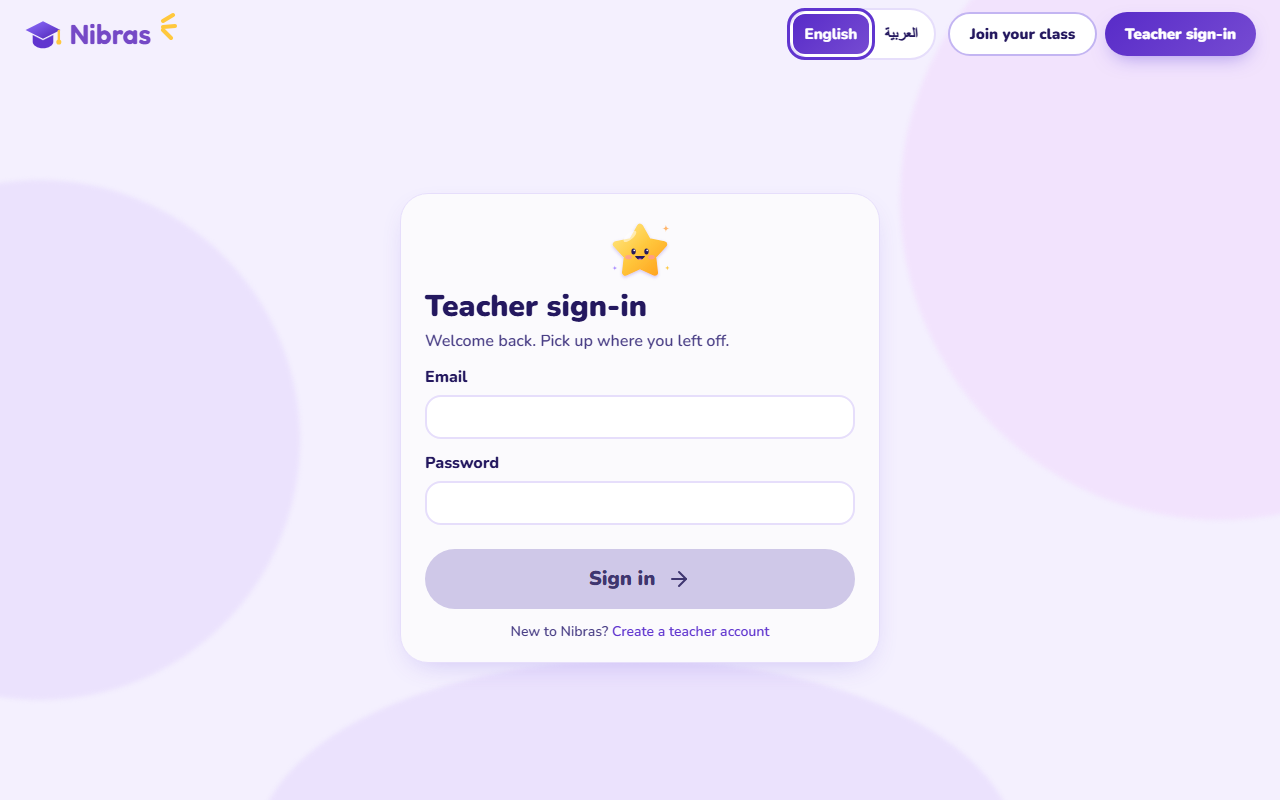 Nibras
English
العربية
Join your class
Teacher sign-in
Teacher sign-in
Welcome back. Pick up where you left off.
Email
Password
Sign in
New to Nibras? Create a teacher account